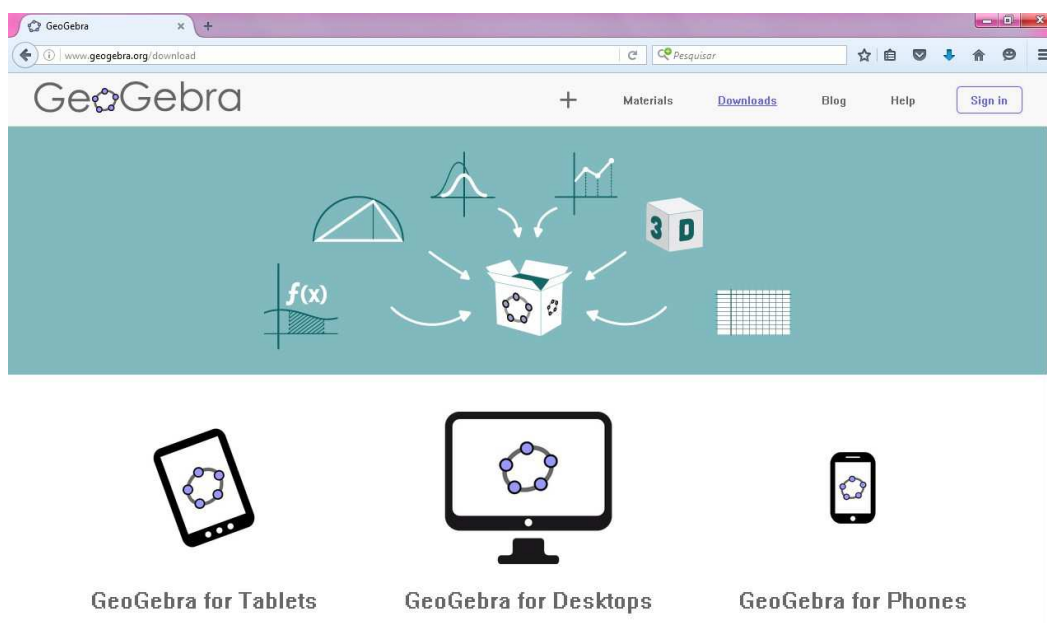 GeoGebra
www.geogebra.org/download
Pesquisar
GeoGebra
Materials Downloads Blog Help Sign in
3 D
f(x)
GeoGebra for Tablets GeoGebra for Desktops GeoGebra for Phones